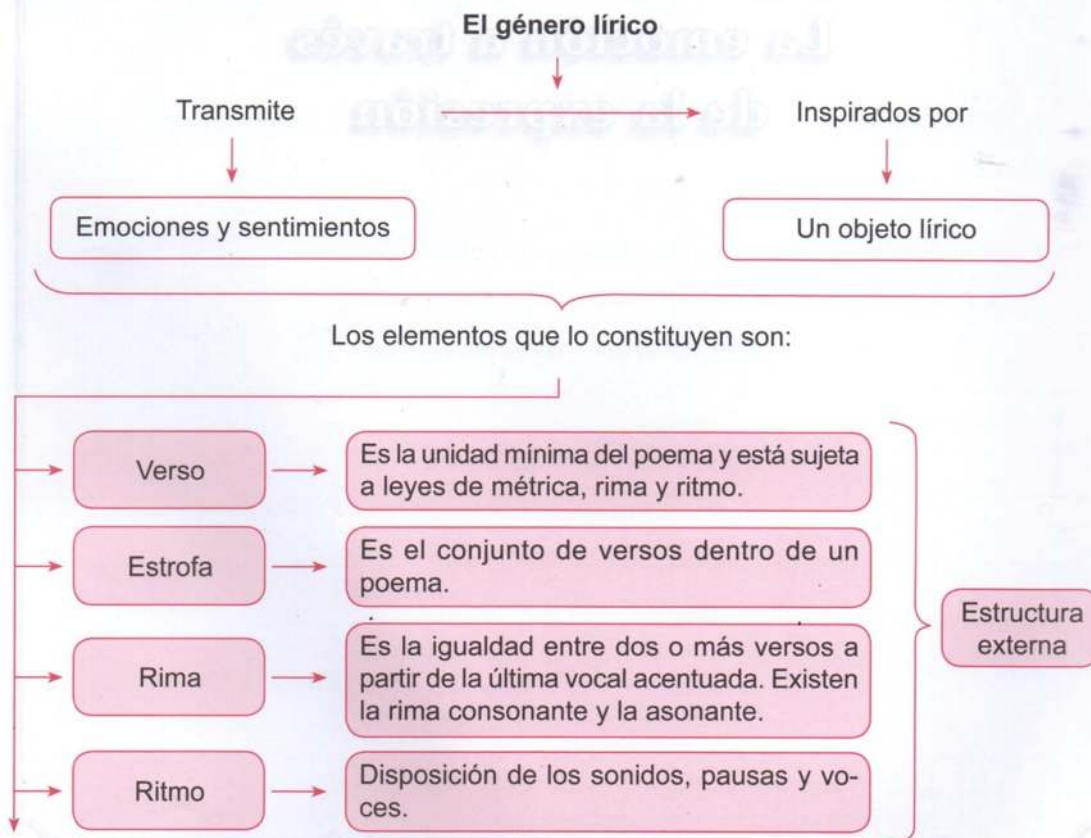 El género lírico
Transmite
Inspirados por
Emociones y sentimientos
Un objeto lírico
Los elementos que lo constituyen son:
Verso
Es la unidad mínima del poema y está sujeta
a leyes de métrica, rima y ritmo.
Estrofa
Es el conjunto de versos dentro de un
poema.
Rima
Es la igualdad entre dos o más versos a
partir de la última vocal acentuada. Existen
la rima consonante y la asonante.
Ritmo
Disposición de los sonidos, pausas y vo-
ces.
Estructura
externa